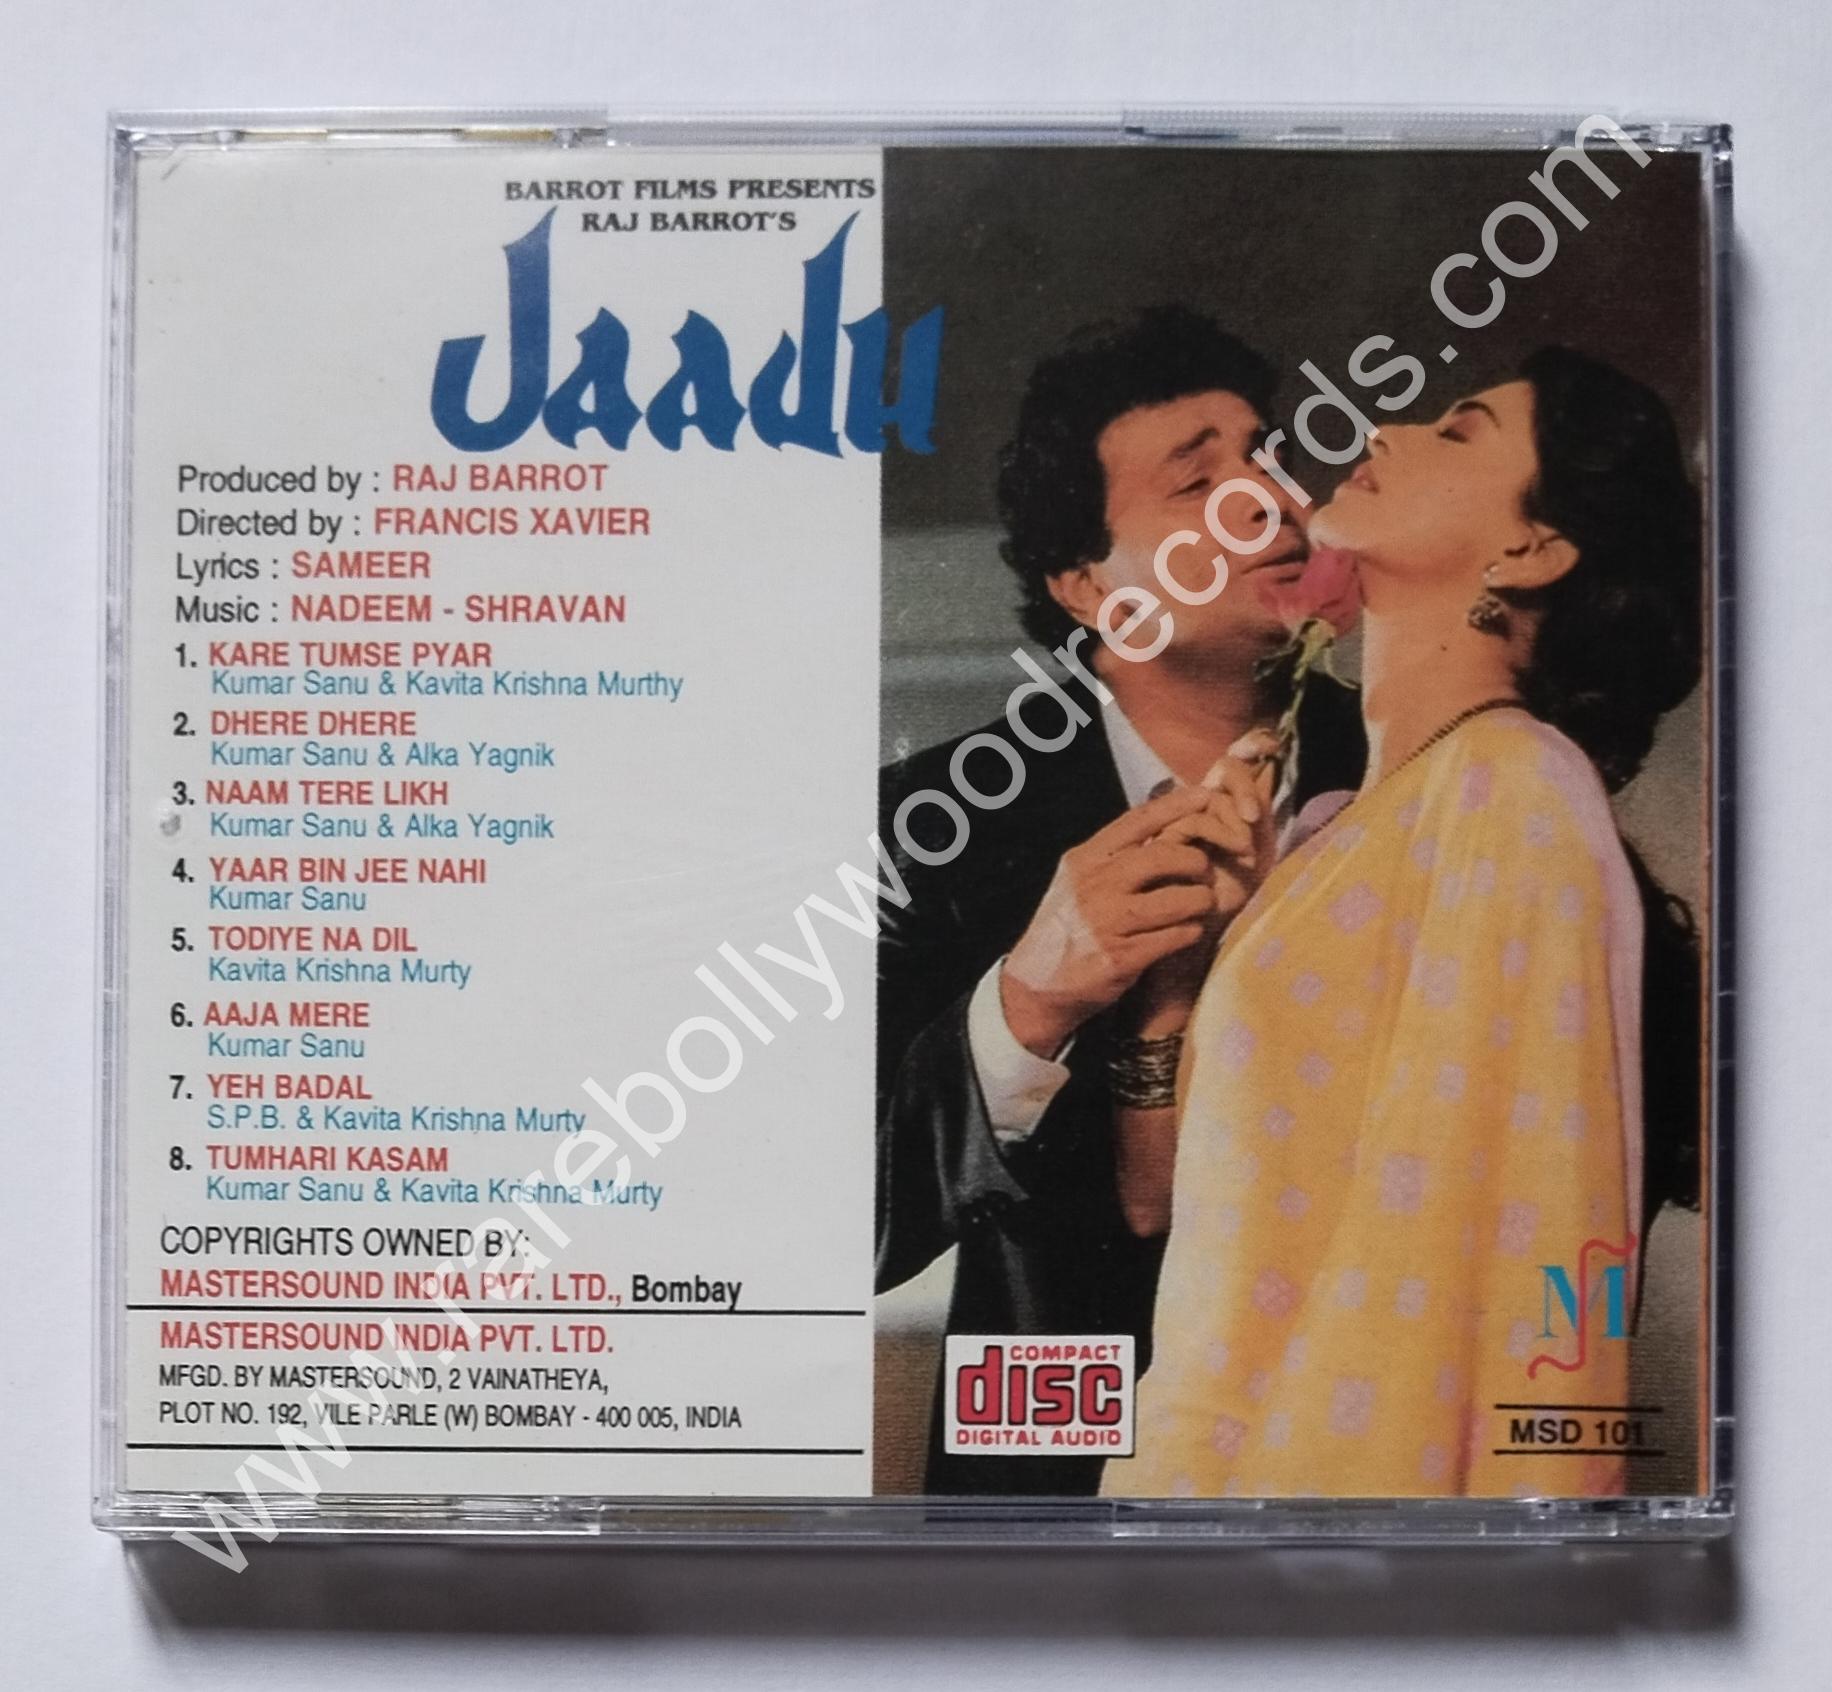 BARROT FILMS PRESENTS
RAJ BARROT'S
Jaadu
Produced by : RAJ BARROT
Directed by : FRANCIS XAVIER
Lyrics : SAMEER
Music : NADEEM - SHRAVAN
1. KARE TUMSE PYAR
Kumar Sanu & Kavita Krishna Murthy
2. DHERE DHERE
Kumar Sanu & Alka Yagnik
3. NAAM TERE LIKH
Kumar Sanu & Alka Yagnik
4. YAAR BIN JEE NAHI
Kumar Sanu
5. TODIYE NA DIL
Kavita Krishna Murty
6. AAJA MERE
Kumar Sanu
7. YEH BADAL
S.P.B. & Kavita Krishna Murty
8. TUMHARI KASAM
Kumar Sanu & Kavita Krishna Murty
COPYRIGHTS OWNED BY:
MASTERSOUND INDIA PVT. LTD., Bombay
MASTERSOUND INDIA PVT. LTD.
MFGD. BY MASTERSOUND, 2 VAINATHEYA,
PLOT NO. 192, VILE PARLE (W) BOMBAY - 400 005, INDIA
COMPACT
disc
DIGITAL AUDIO
M
MSD 101
www.rarebollywoodrecords.com